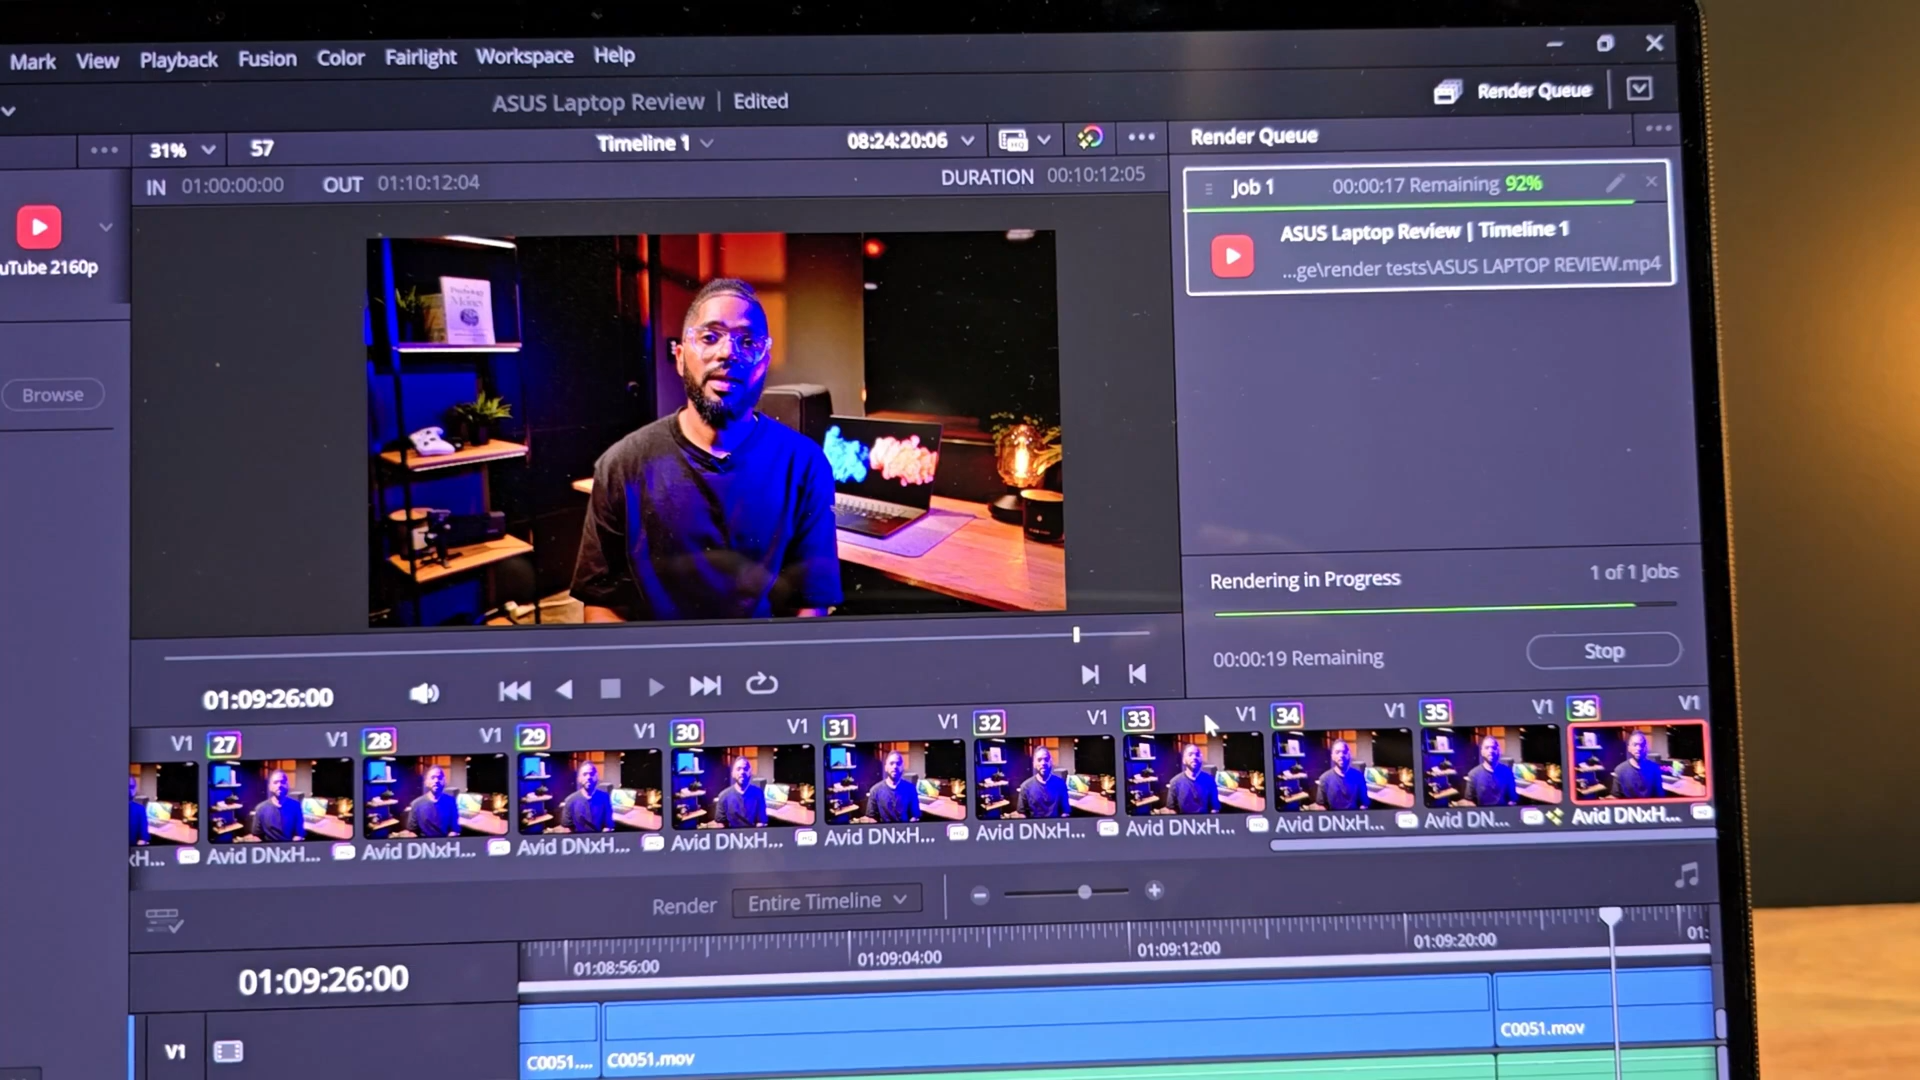 Mark View Playback Fusion Color Fairlight Workspace Help
ASUS Laptop Review | Edited
Render Queue
31% 57 Timeline 1 08:24:20:06
Render Queue
IN 01:00:00:00 OUT 01:10:12:04 DURATION 00:10:12:05
Job 1 00:00:17 Remaining 92%
ASUS Laptop Review | Timeline 1
...ge\render tests\ASUS LAPTOP REVIEW.mp4
uTube 2160p
Browse
Rendering in Progress 1 of 1 Jobs
00:00:19 Remaining Stop
01:09:26:00
V1 27 V1 28 V1 29 V1 30 V1 31 V1 32 V1 33 V1 34 V1 35 V1 36 V1
xH... Avid DNxH... Avid DNxH... Avid DNxH... Avid DNxH... Avid DNxH... Avid DNxH... Avid DNxH... Avid DNxH... Avid DN... Avid DNxH...
Render Entire Timeline
01:09:26:00
01:08:56:00 01:09:04:00 01:09:12:00 01:09:20:00 01:
V1
C0051.... C0051.mov C0051.mov